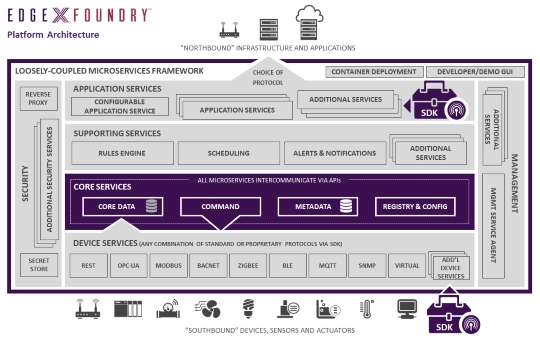 EDGE X FOUNDRY™
Platform Architecture
"NORTHBOUND" INFRASTRUCTURE AND APPLICATIONS
LOOSELY-COUPLED MICROSERVICES FRAMEWORK
CHOICE OF
PROTOCOL
CONTAINER DEPLOYMENT
DEVELOPER/DEMO GUI
REVERSE
PROXY
SECURITY
ADDITIONAL SECURITY SERVICES
SECRET
STORE
APPLICATION SERVICES
CONFIGURABLE
APPLICATION SERVICE
APPLICATION SERVICES
ADDITIONAL SERVICES
SDK
SUPPORTING SERVICES
RULES ENGINE
SCHEDULING
ALERTS & NOTIFICATIONS
ADDITIONAL
SERVICES
ALL MICROSERVICES INTERCOMMUNICATE VIA APIs
CORE SERVICES
CORE DATA
COMMAND
METADATA
REGISTRY & CONFIG
DEVICE SERVICES (ANY COMBINATION OF STANDARD OR PROPRIETARY PROTOCOLS VIA SDK)
REST
OPC-UA
MODBUS
BACNET
ZIGBEE
BLE
MQTT
SNMP
VIRTUAL
ADD'L
DEVICE
SERVICES
ADDITIONAL
SERVICES
MGMT SERVICE AGENT
MANAGEMENT
SDK
"SOUTHBOUND" DEVICES, SENSORS AND ACTUATORS